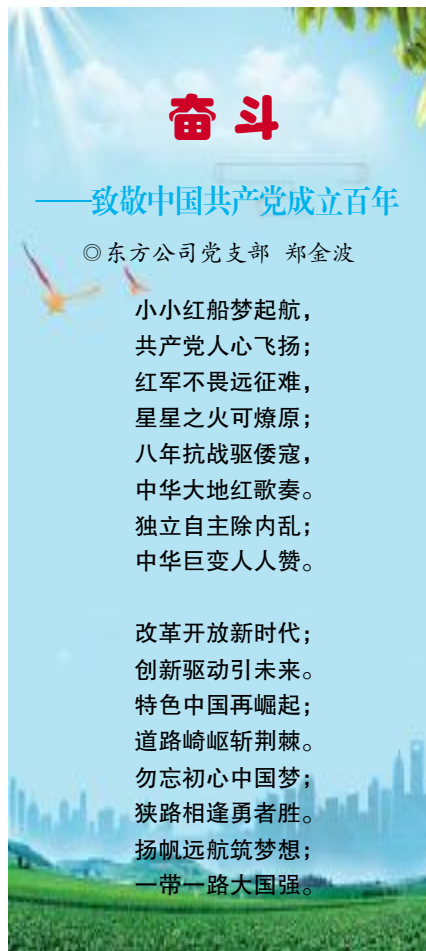 奋斗
——致敬中国共产党成立百年
◎东方公司党支部 郑金波
小小红船梦起航，
共产党人心飞扬；
红军不畏远征难，
星星之火可燎原；
八年抗战驱倭寇，
中华大地红歌奏。
独立自主除内乱；
中华巨变人人赞。
改革开放新时代；
创新驱动引未来。
特色中国再崛起；
道路崎岖斩荆棘。
勿忘初心中国梦；
狭路相逢勇者胜。
扬帆远航筑梦想；
一带一路大国强。